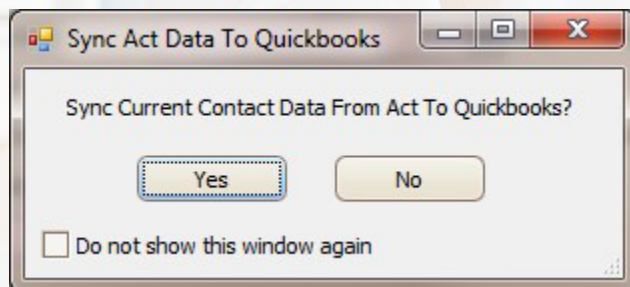 Sync Act Data To Quickbooks
Sync Current Contact Data From Act To Quickbooks?
Yes No
Do not show this window again